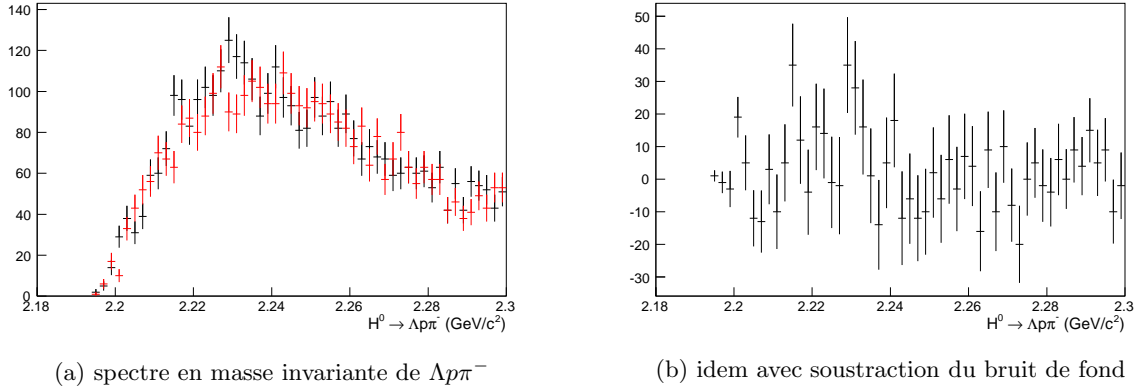 140
120
100
80
60
40
20
0
2.18 2.2 2.22 2.24 2.26 2.28 2.3
H⁰ → Λpπ⁻ (GeV/c²)
(a) spectre en masse invariante de Λpπ⁻
50
40
30
20
10
0
-10
-20
-30
2.18 2.2 2.22 2.24 2.26 2.28 2.3
H⁰ → Λpπ⁻ (GeV/c²)
(b) idem avec soustraction du bruit de fond